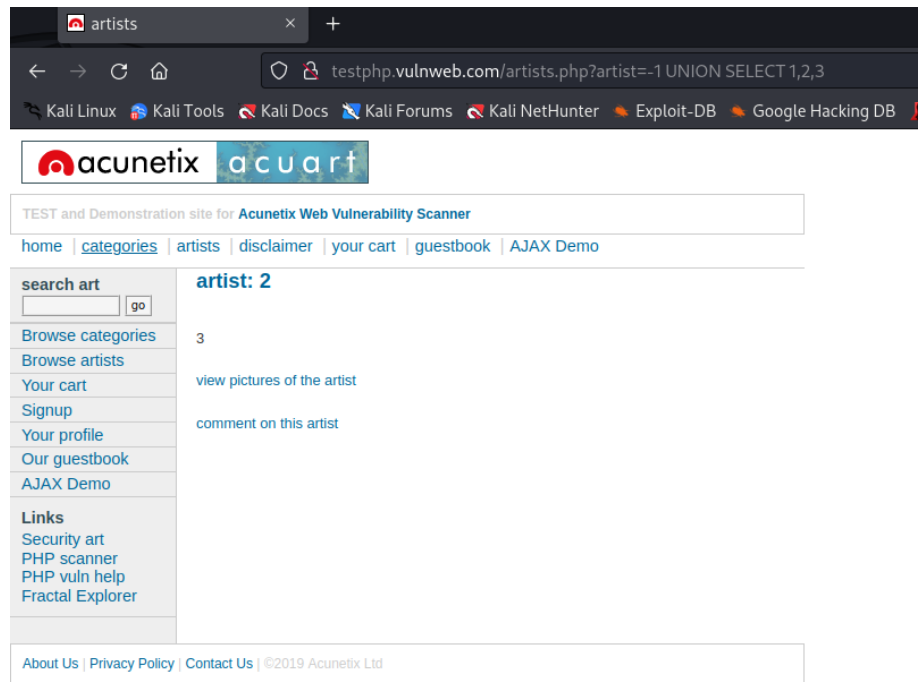 artists
testphp.vulnweb.com/artists.php?artist=-1 UNION SELECT 1,2,3
Kali Linux Kali Tools Kali Docs Kali Forums Kali NetHunter Exploit-DB Google Hacking DB
acunetix acuart
TEST and Demonstration site for Acunetix Web Vulnerability Scanner
home | categories | artists | disclaimer | your cart | guestbook | AJAX Demo
search art
go
Browse categories
Browse artists
Your cart
Signup
Your profile
Our guestbook
AJAX Demo
Links
Security art
PHP scanner
PHP vuln help
Fractal Explorer
artist: 2
3
view pictures of the artist
comment on this artist
About Us | Privacy Policy | Contact Us | ©2019 Acunetix Ltd